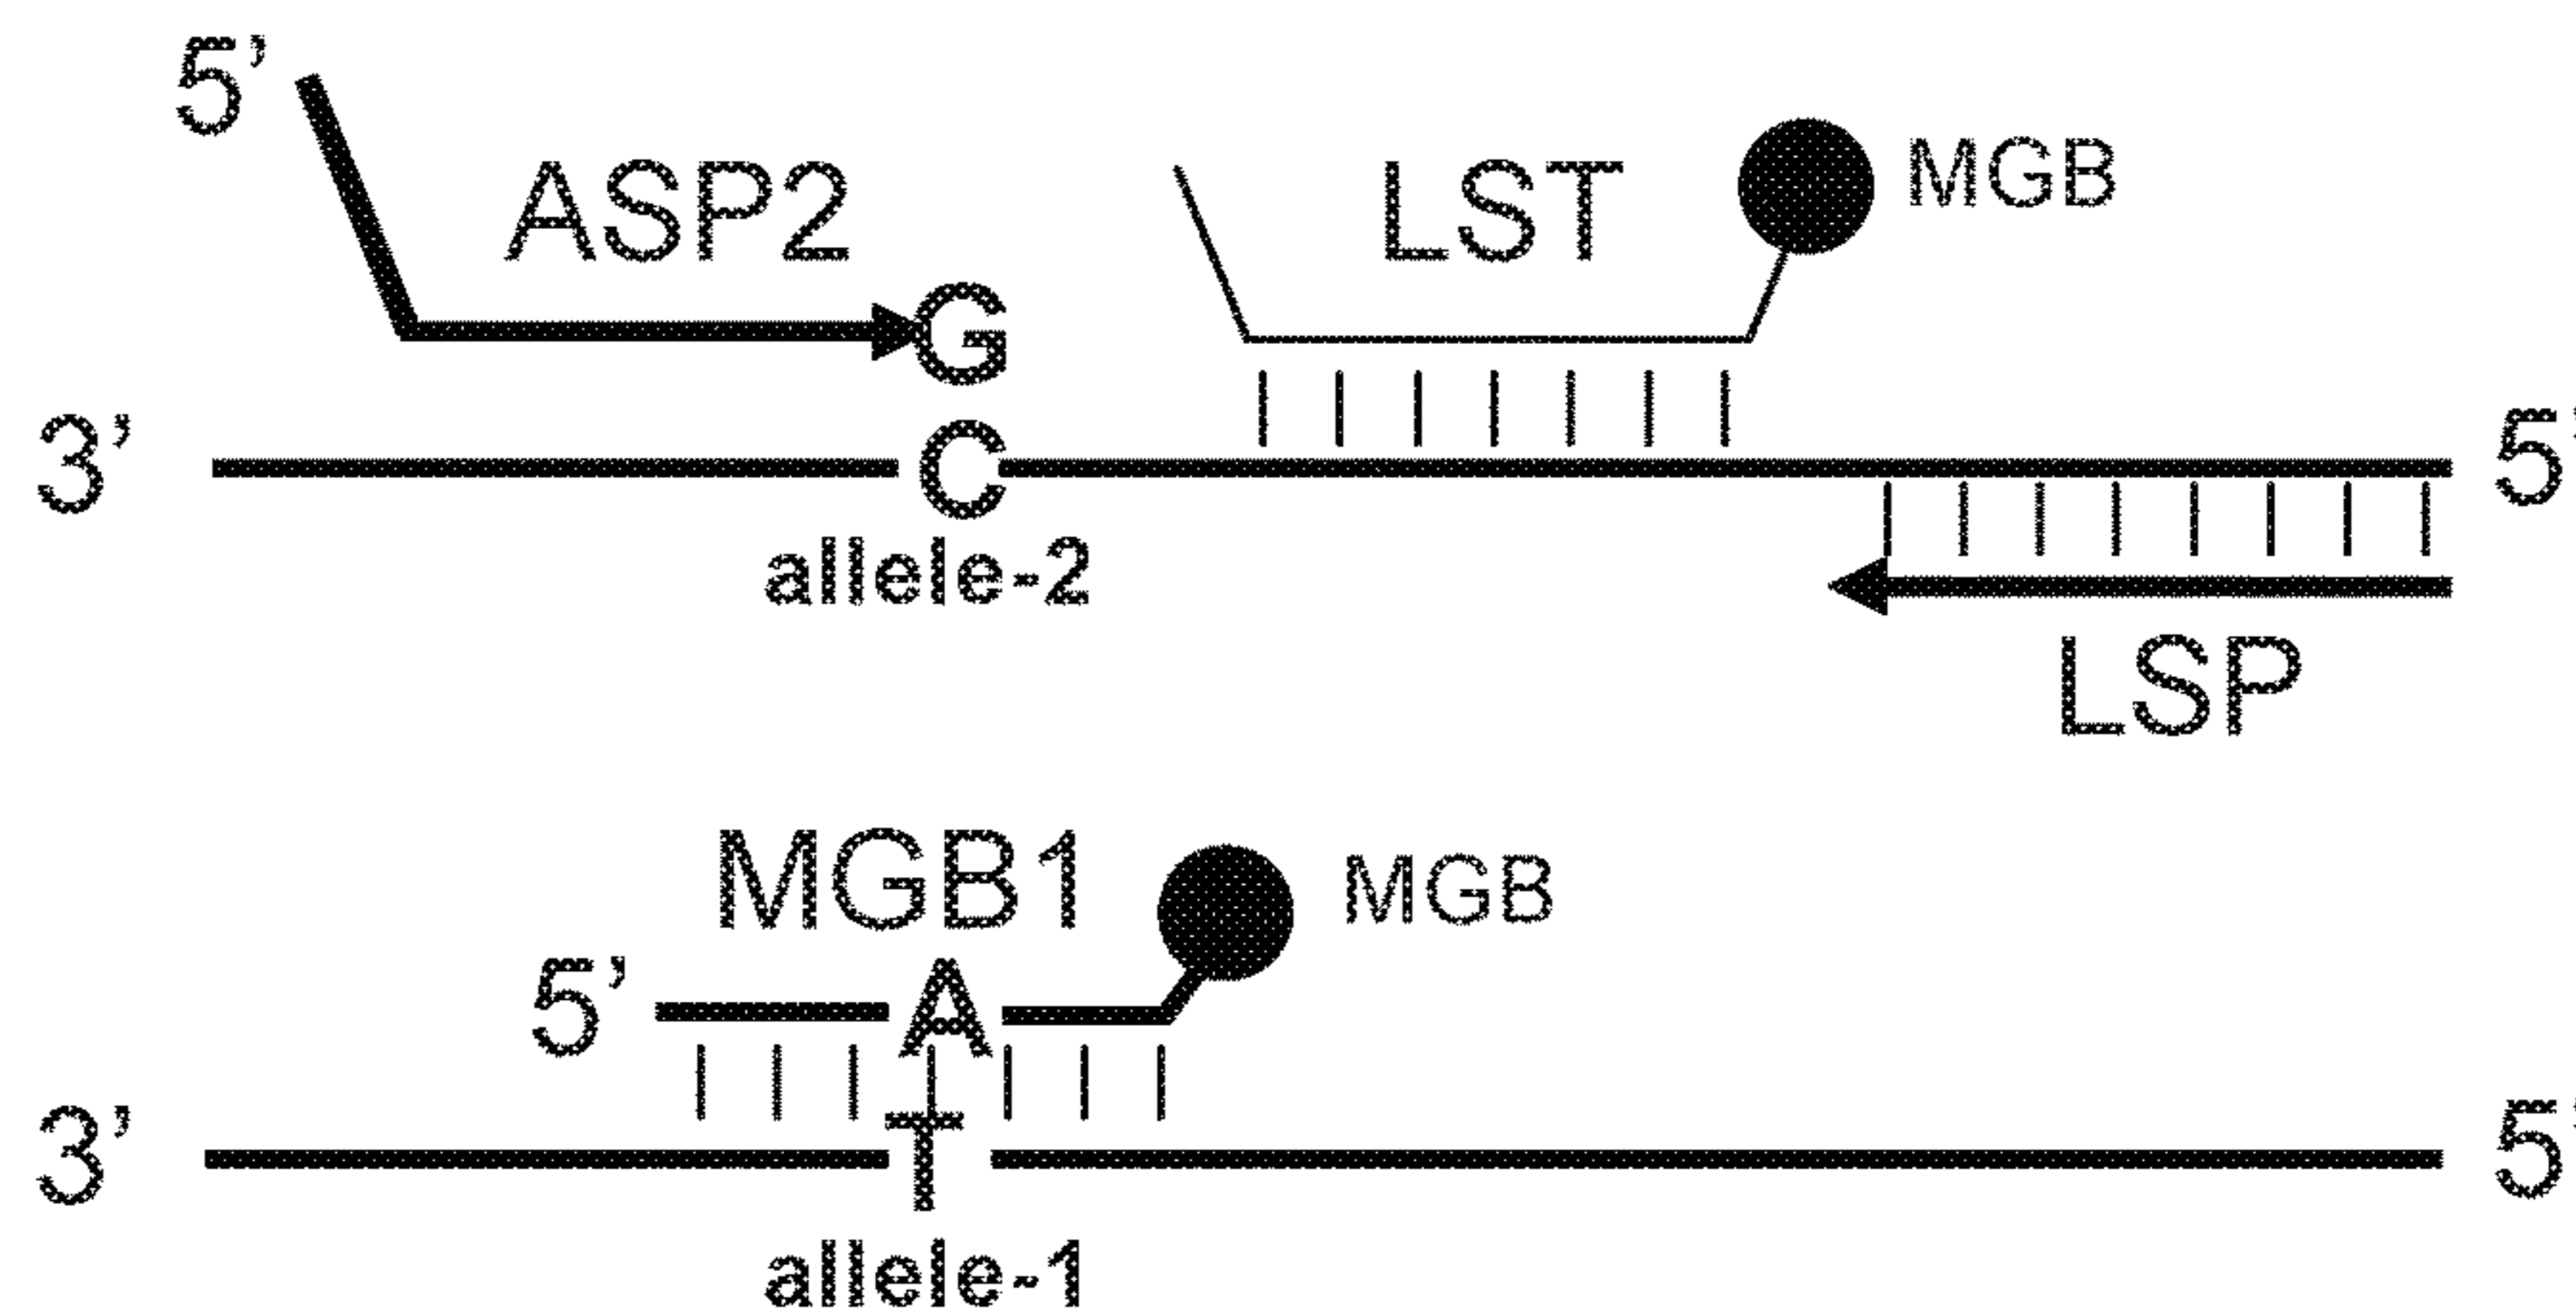 5'
ASP2 LST MGB
G
3' C 5'
allele-2
LSP
MGB1 MGB
5' A
3' T 5'
allele-1